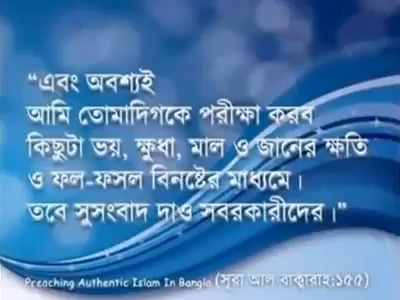 “এবং অবশ্যই
আমি তোমাদিগকে পরীক্ষা করব
কিছুটা ভয়, ক্ষুধা, মাল ও জানের ক্ষতি
ও ফল-ফসল বিনষ্টের মাধ্যমে।
তবে সুসংবাদ দাও সবরকারীদের।”
Preaching Authentic Islam In Bangla (সূরা আল বাক্বারাহ:১৫৫)